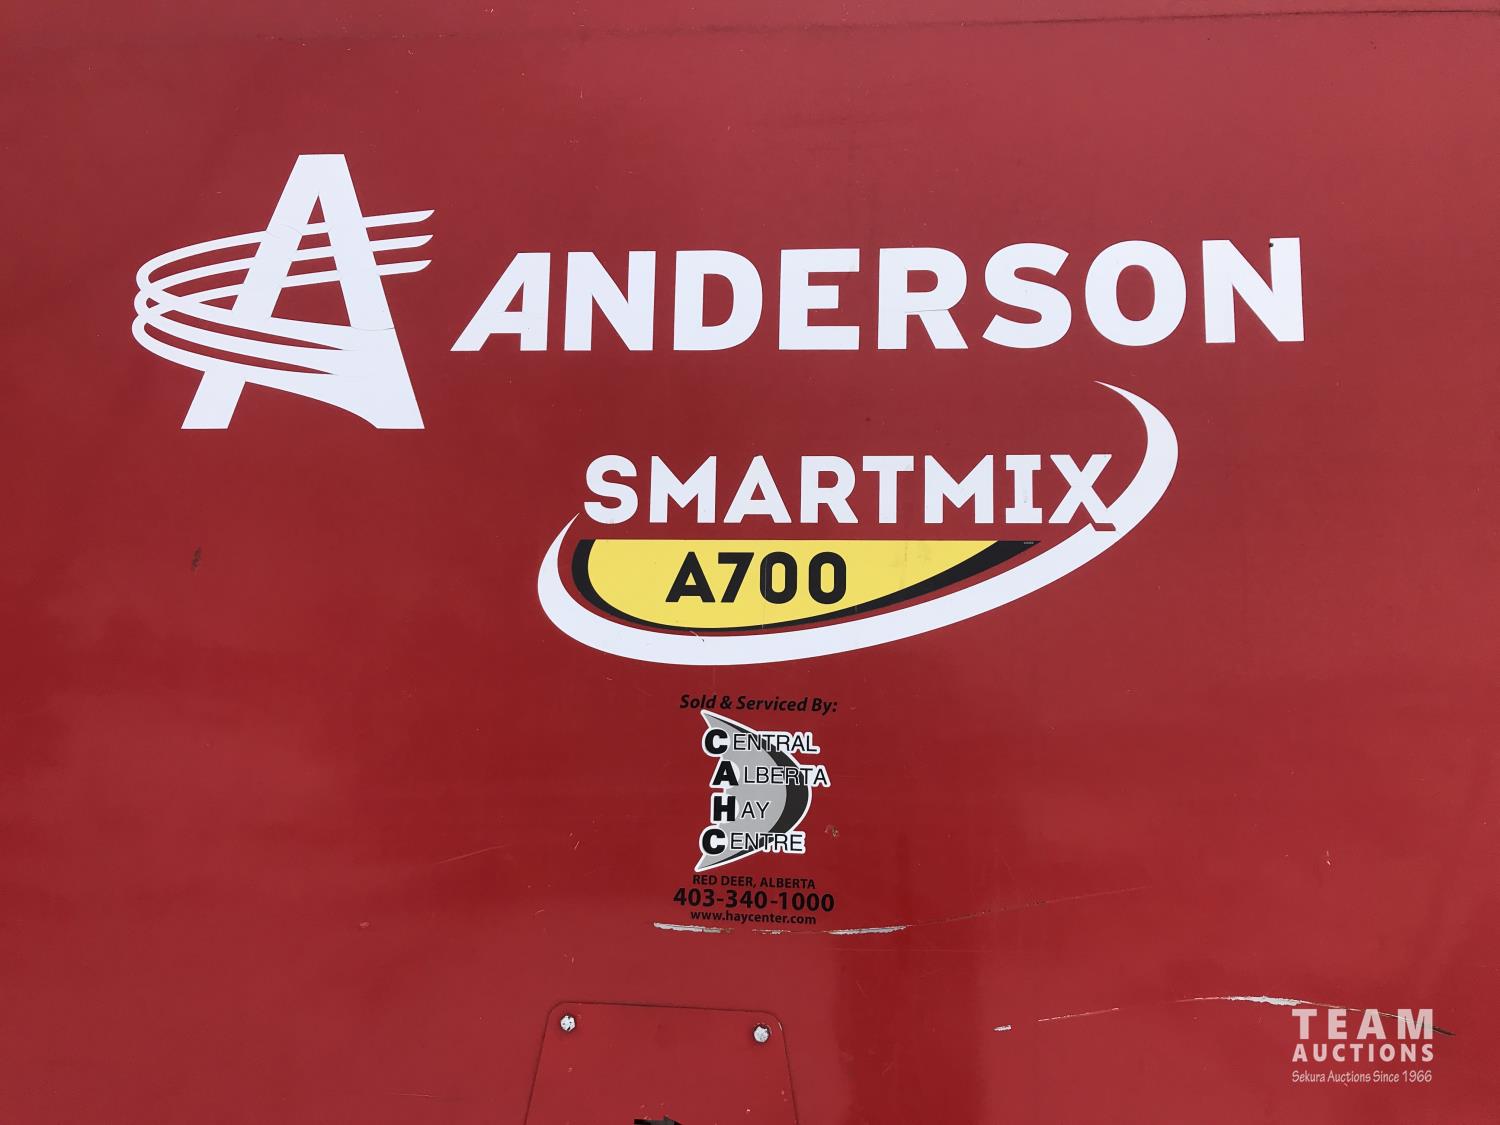 ANDERSON
SMARTMIX
A700
Sold & Serviced By:
CENTRAL
ALBERTA
HAY
CENTRE
RED DEER, ALBERTA
403-340-1000
www.haycenter.com
TEAM
AUCTIONS
Sekura Auctions Since 1966